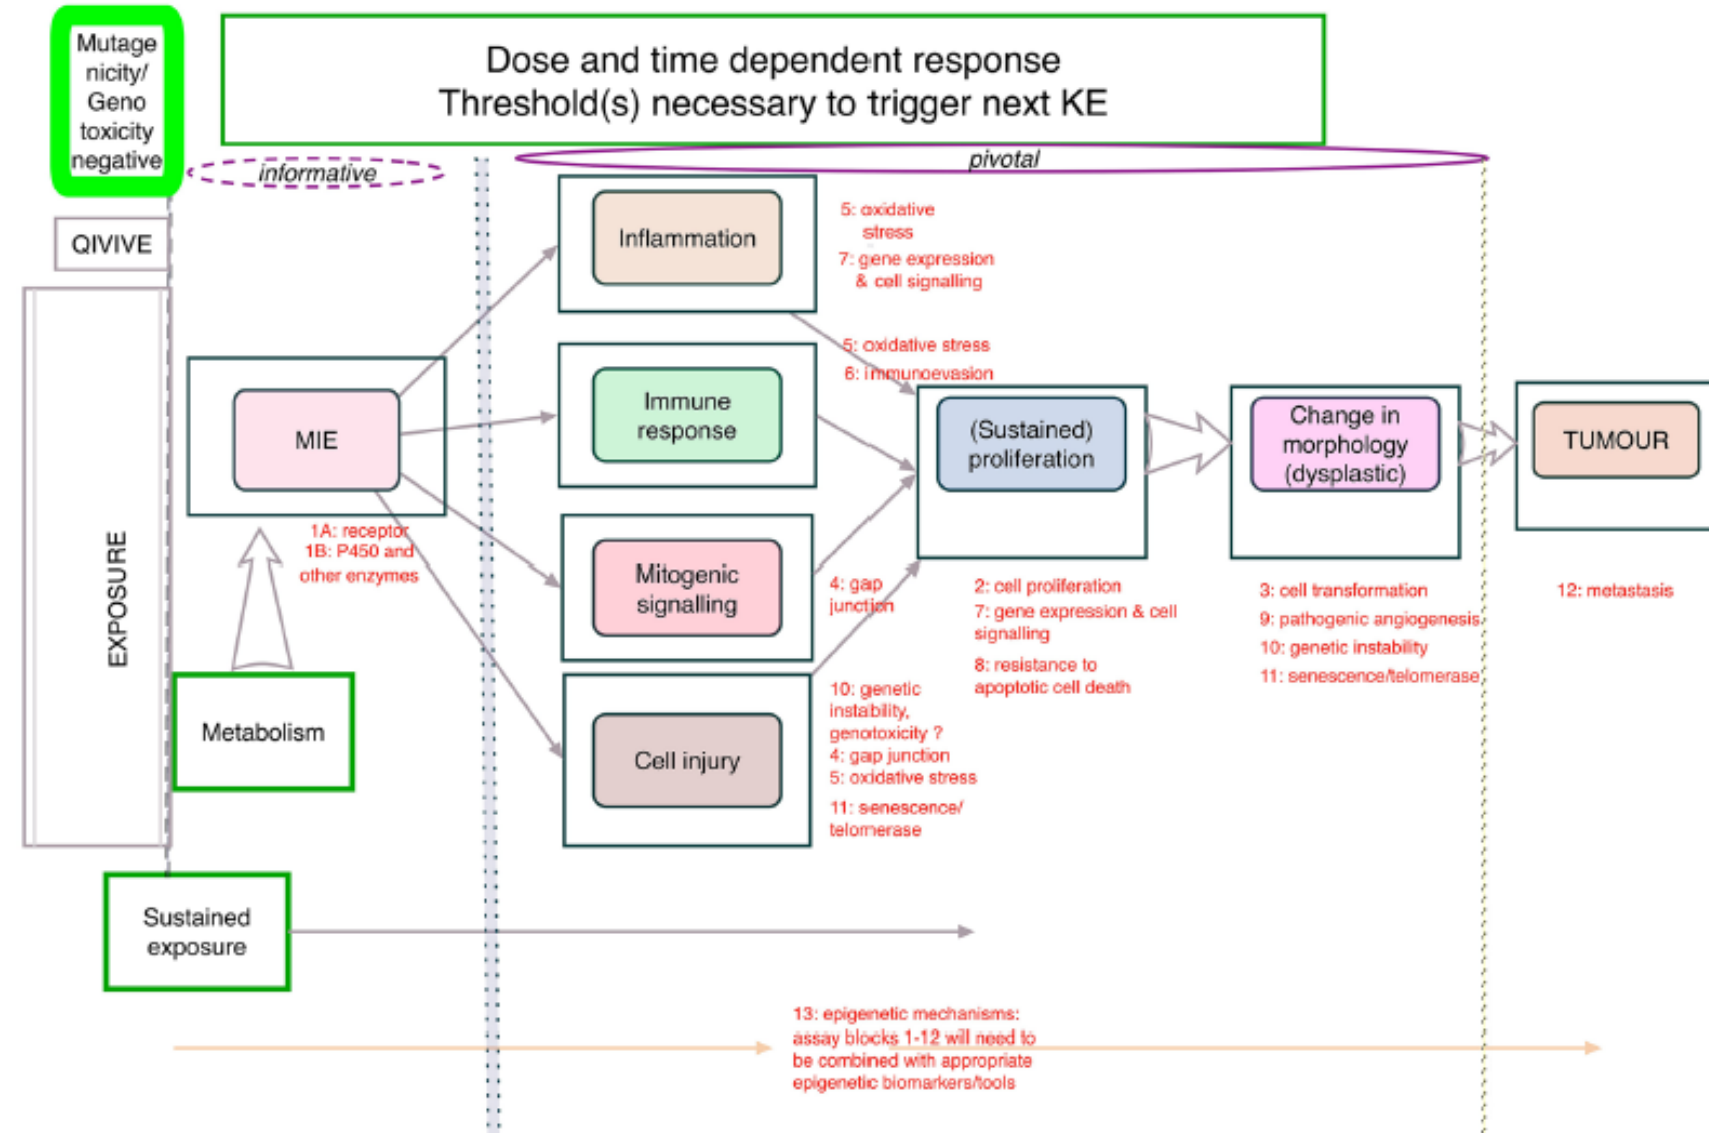 Mutage
nicity/
Geno
toxicity
negative
Dose and time dependent response
Threshold(s) necessary to trigger next KE
informative
pivotal
QIVIVE
EXPOSURE
Inflammation
5: oxidative
stress
7: gene expression
& cell signalling
5: oxidative stress
6: immunoevasion
MIE
1A: receptor
1B: P450 and
other enzymes
Immune
response
(Sustained)
proliferation
Change in
morphology
(dysplastic)
TUMOUR
Mitogenic
signalling
4: gap
junction
2: cell proliferation
7: gene expression & cell
signalling
8: resistance to
apoptotic cell death
3: cell transformation
9: pathogenic angiogenesis
10: genetic instability
11: senescence/telomerase
12: metastasis
Metabolism
Cell injury
10: genetic
instability,
genotoxicity ?
4: gap junction
5: oxidative stress
11: senescence/
telomerase
Sustained
exposure
13: epigenetic mechanisms:
assay blocks 1-12 will need to
be combined with appropriate
epigenetic biomarkers/tools